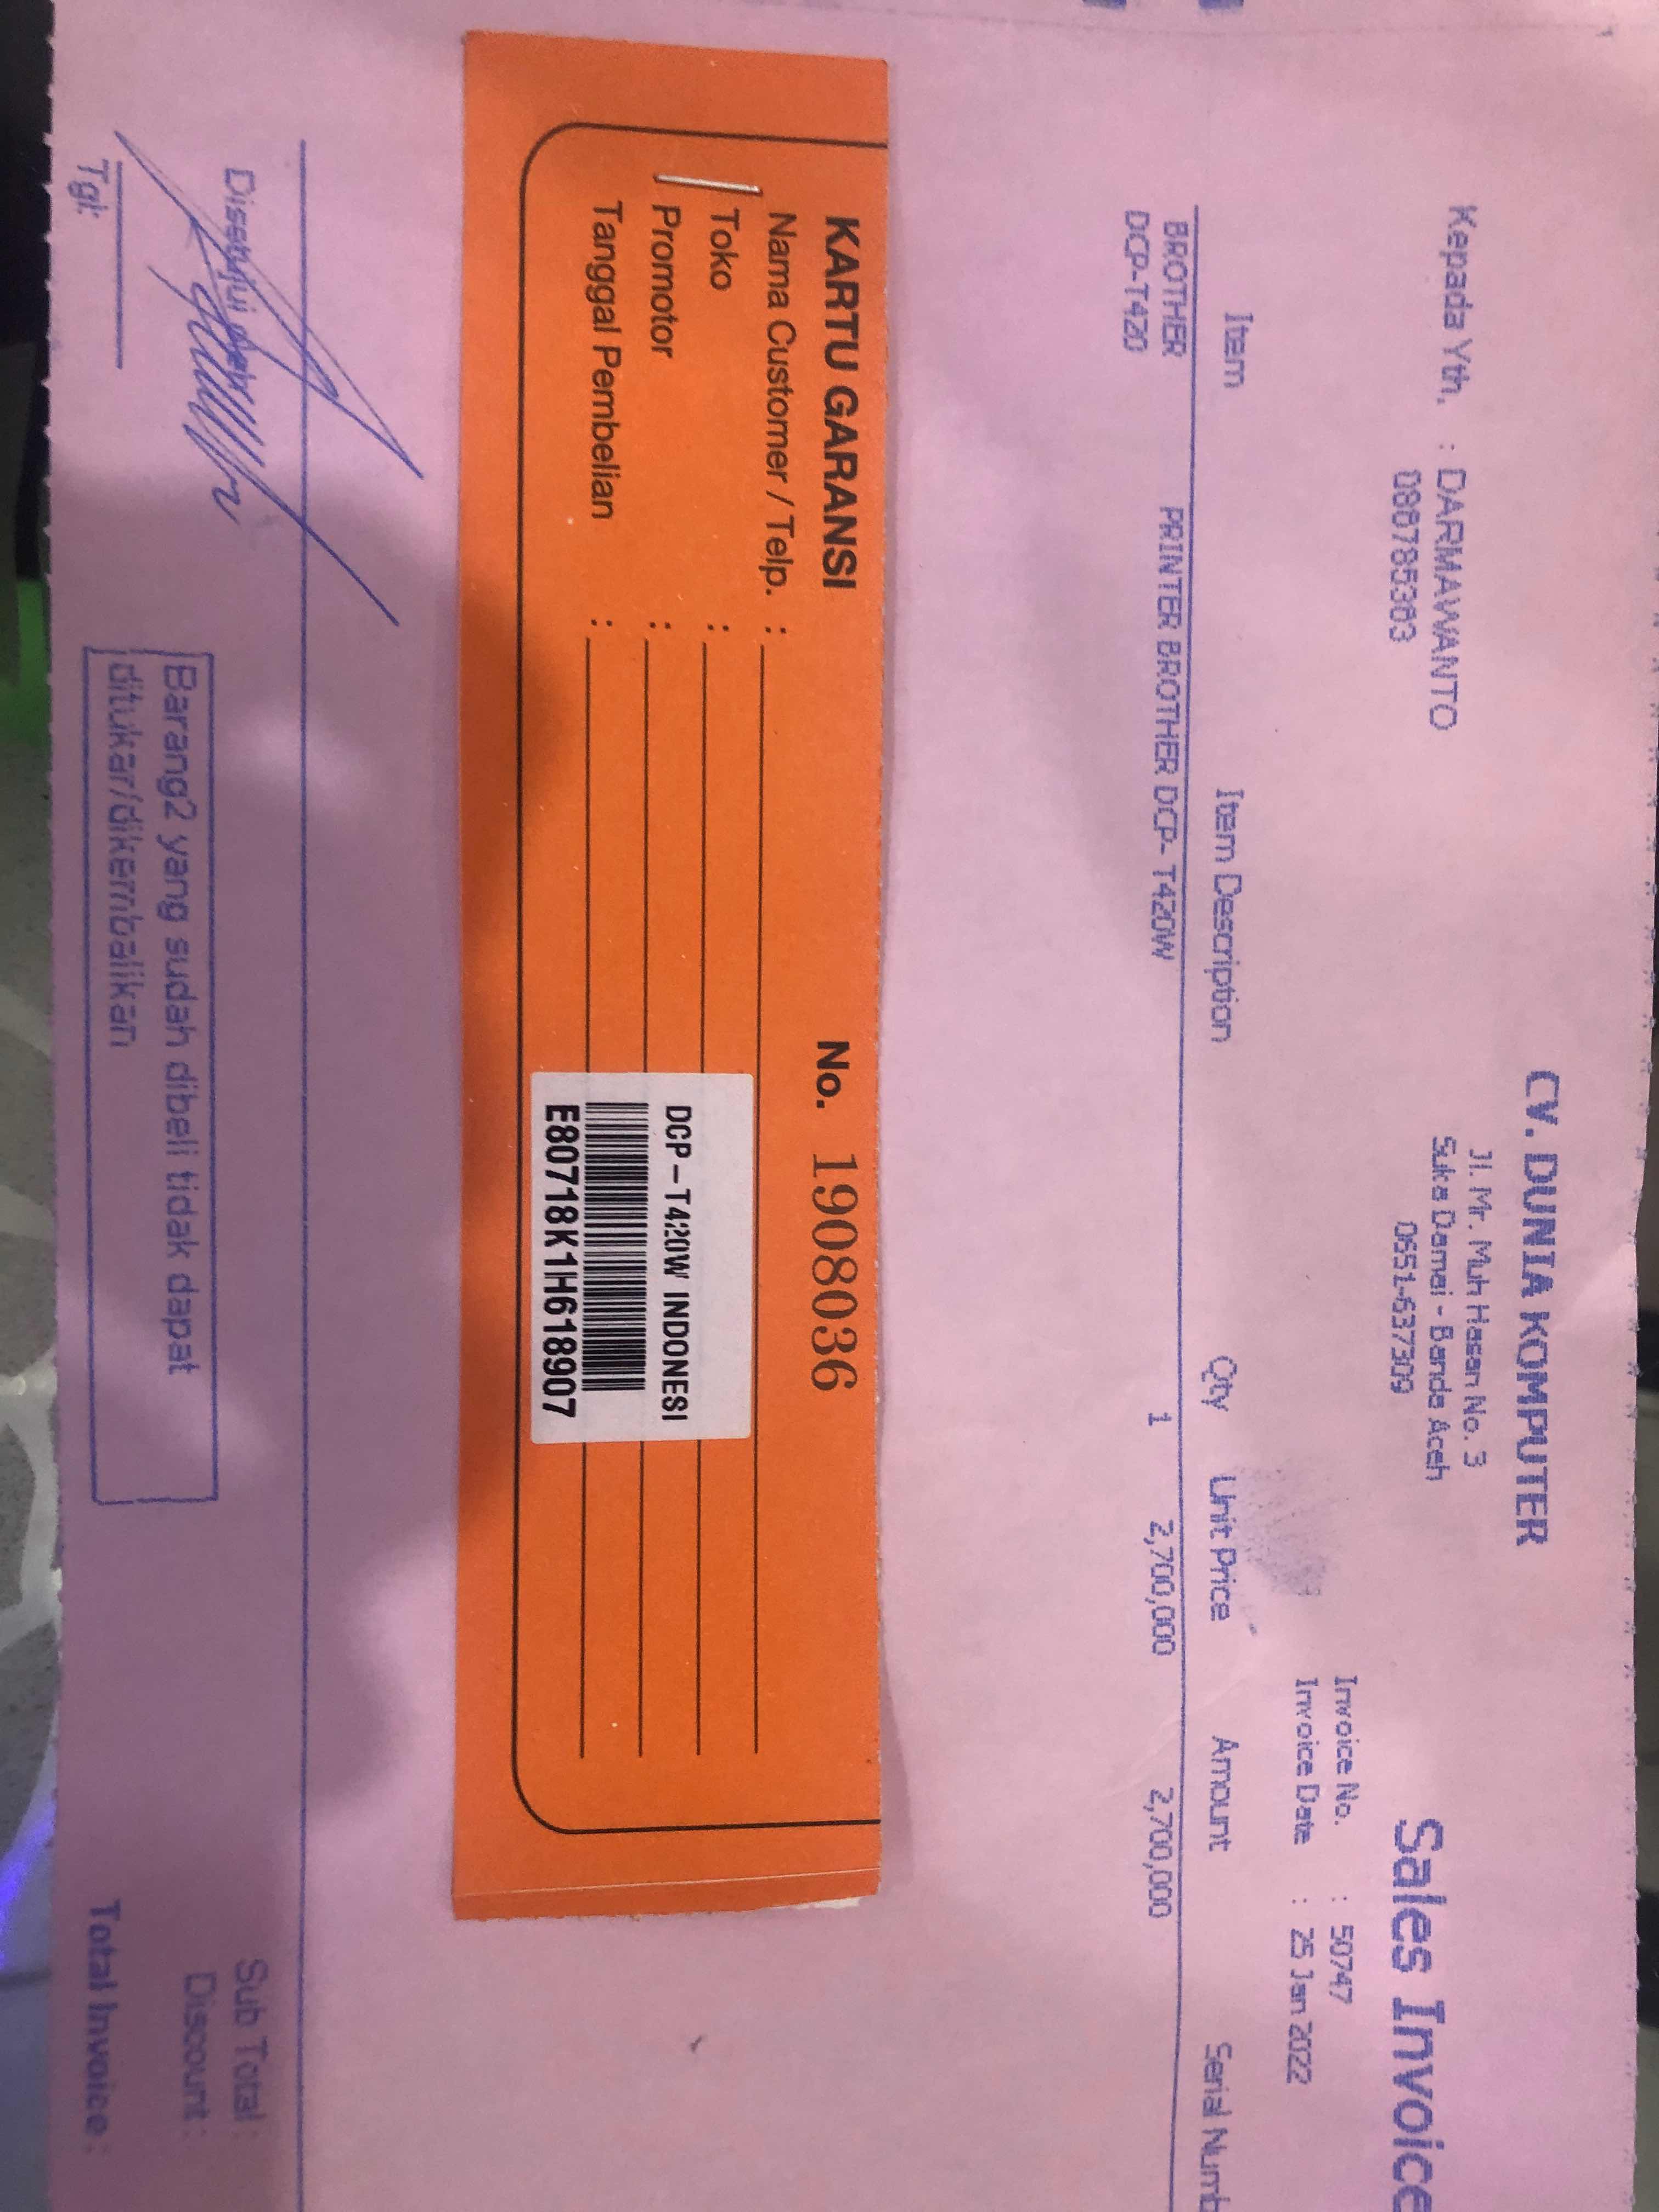 CV. DUNIA KOMPUTER
Jl. Mr. Muh Hasan No. 3
Suka Damai - Banda Aceh
0651-637309
Sales Invoice
Kepada Yth. : DARMAWANTO
Invoice No. : 50747
Invoice Date : 25 Jan 2022
Item Item Description Qty Unit Price Amount Serial Numb
BROTHER DCP-T420 PRINTER BROTHER DCP- T420W 1 2,700,000 2,700,000
KARTU GARANSI No. 1908036
Nama Customer / Telp. :
Toko :
Promotor :
Tanggal Pembelian :
DCP-T420W INDONESI
E80718K1H618907
Disetujui oleh
Tgl:
Barang2 yang sudah dibeli tidak dapat
ditukar/dikembalikan
Sub Total :
Discount :
Total Invoice :